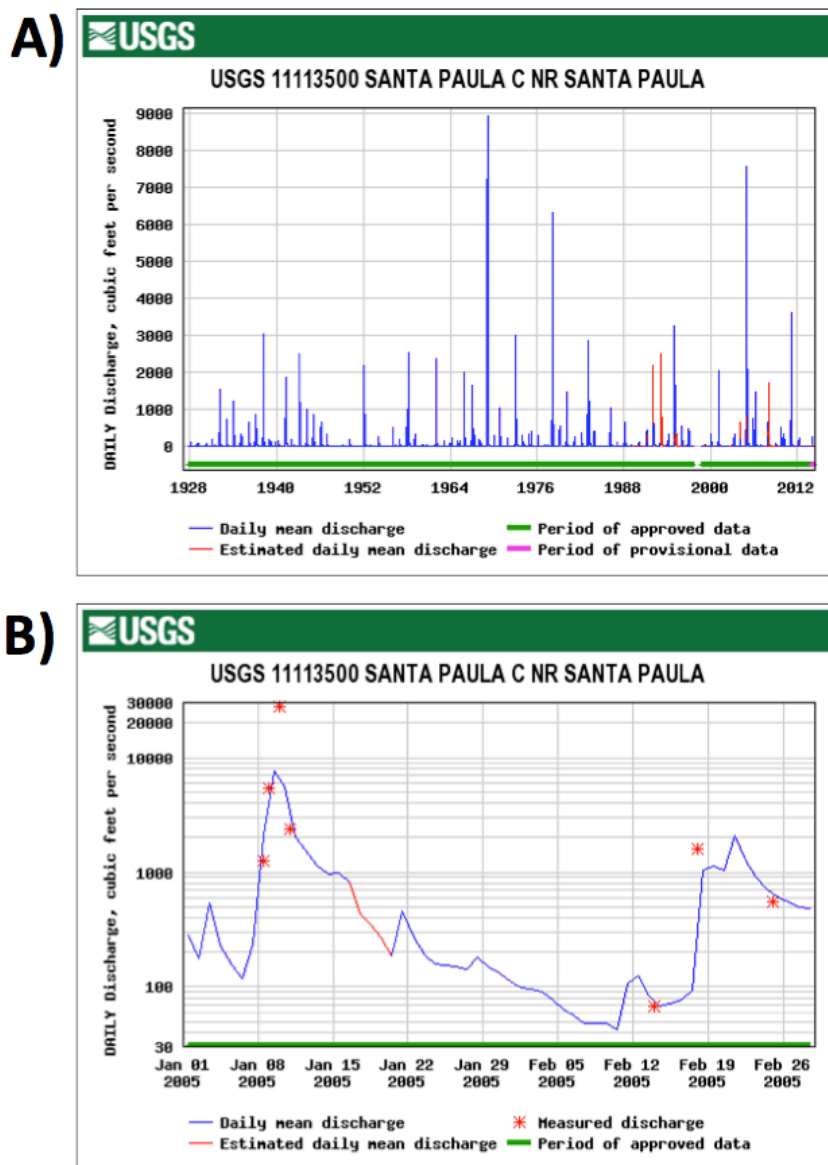 A)
USGS
USGS 11113500 SANTA PAULA C NR SANTA PAULA
DAILY Discharge, cubic feet per second
9000
8000
7000
6000
5000
4000
3000
2000
1000
0
1928 1940 1952 1964 1976 1988 2000 2012
Daily mean discharge Period of approved data
Estimated daily mean discharge Period of provisional data
B)
USGS
USGS 11113500 SANTA PAULA C NR SANTA PAULA
DAILY Discharge, cubic feet per second
30000
20000
10000
1000
100
30
Jan 01 Jan 08 Jan 15 Jan 22 Jan 29 Feb 05 Feb 12 Feb 19 Feb 26
2005 2005 2005 2005 2005 2005 2005 2005 2005
Daily mean discharge Measured discharge
Estimated daily mean discharge Period of approved data